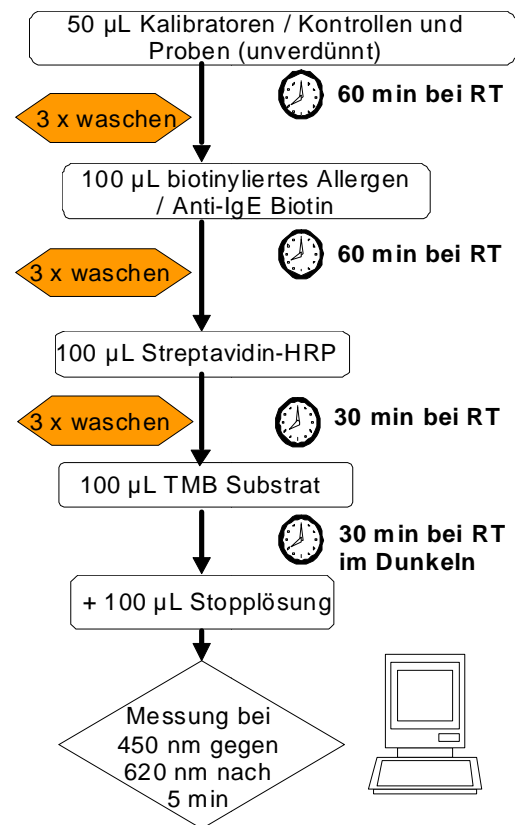 50 µL Kalibratoren / Kontrollen und
Proben (unverdünnt)
60 min bei RT
3 x waschen
100 µL biotinyliertes Allergen
/ Anti-IgE Biotin
60 min bei RT
3 x waschen
100 µL Streptavidin-HRP
30 min bei RT
3 x waschen
100 µL TMB Substrat
30 min bei RT
im Dunkeln
+ 100 µL Stopplösung
Messung bei
450 nm gegen
620 nm nach
5 min